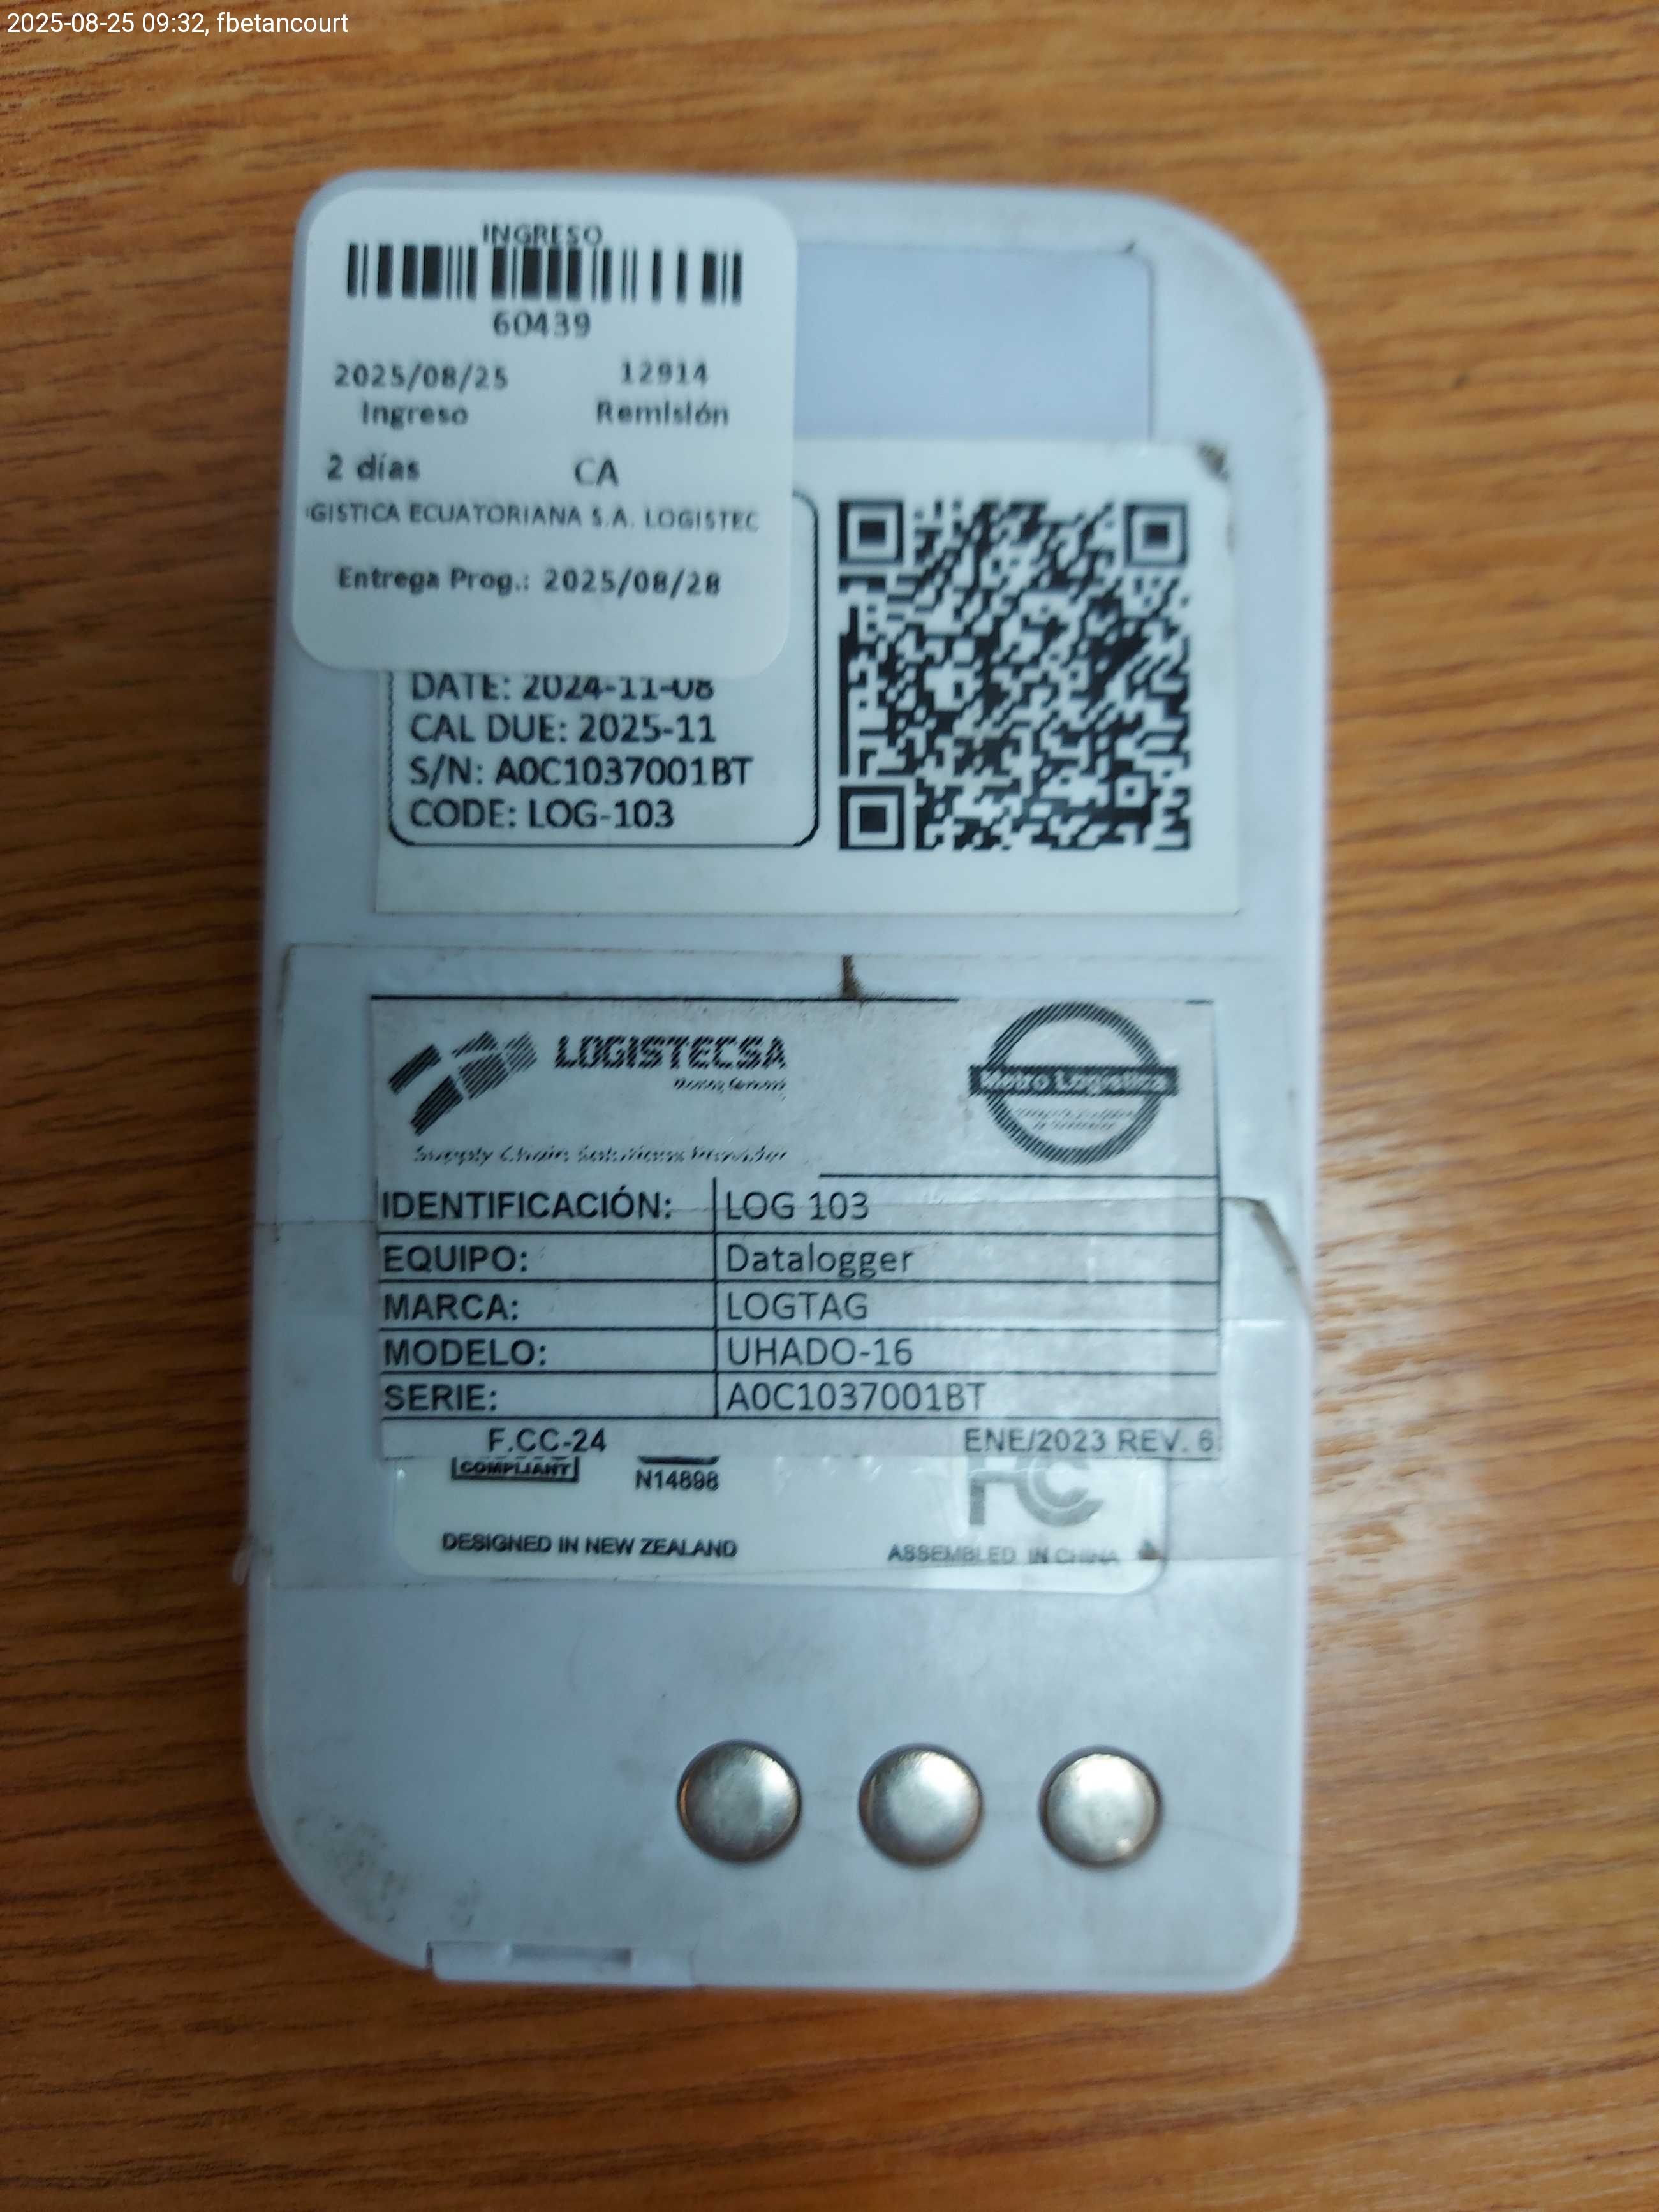 2025-08-25 09:32, fbetancourt
INGRESO
60439
2025/08/25 12914
Ingreso Remisión
2 días CA
GISTICA ECUATORIANA S.A. LOGISTEC
Entrega Prog.: 2025/08/28
DATE: 2024-11-08
CAL DUE: 2025-11
S/N: A0C1037001BT
CODE: LOG-103
LOGISTECSA
Metro Logistica
Supply Chain Solutions Provider
IDENTIFICACIÓN: LOG 103
EQUIPO: Datalogger
MARCA: LOGTAG
MODELO: UHADO-16
SERIE: A0C1037001BT
F.CC-24 ENE/2023 REV. 6
COMPLIANT N14898 FC
DESIGNED IN NEW ZEALAND ASSEMBLED IN CHINA